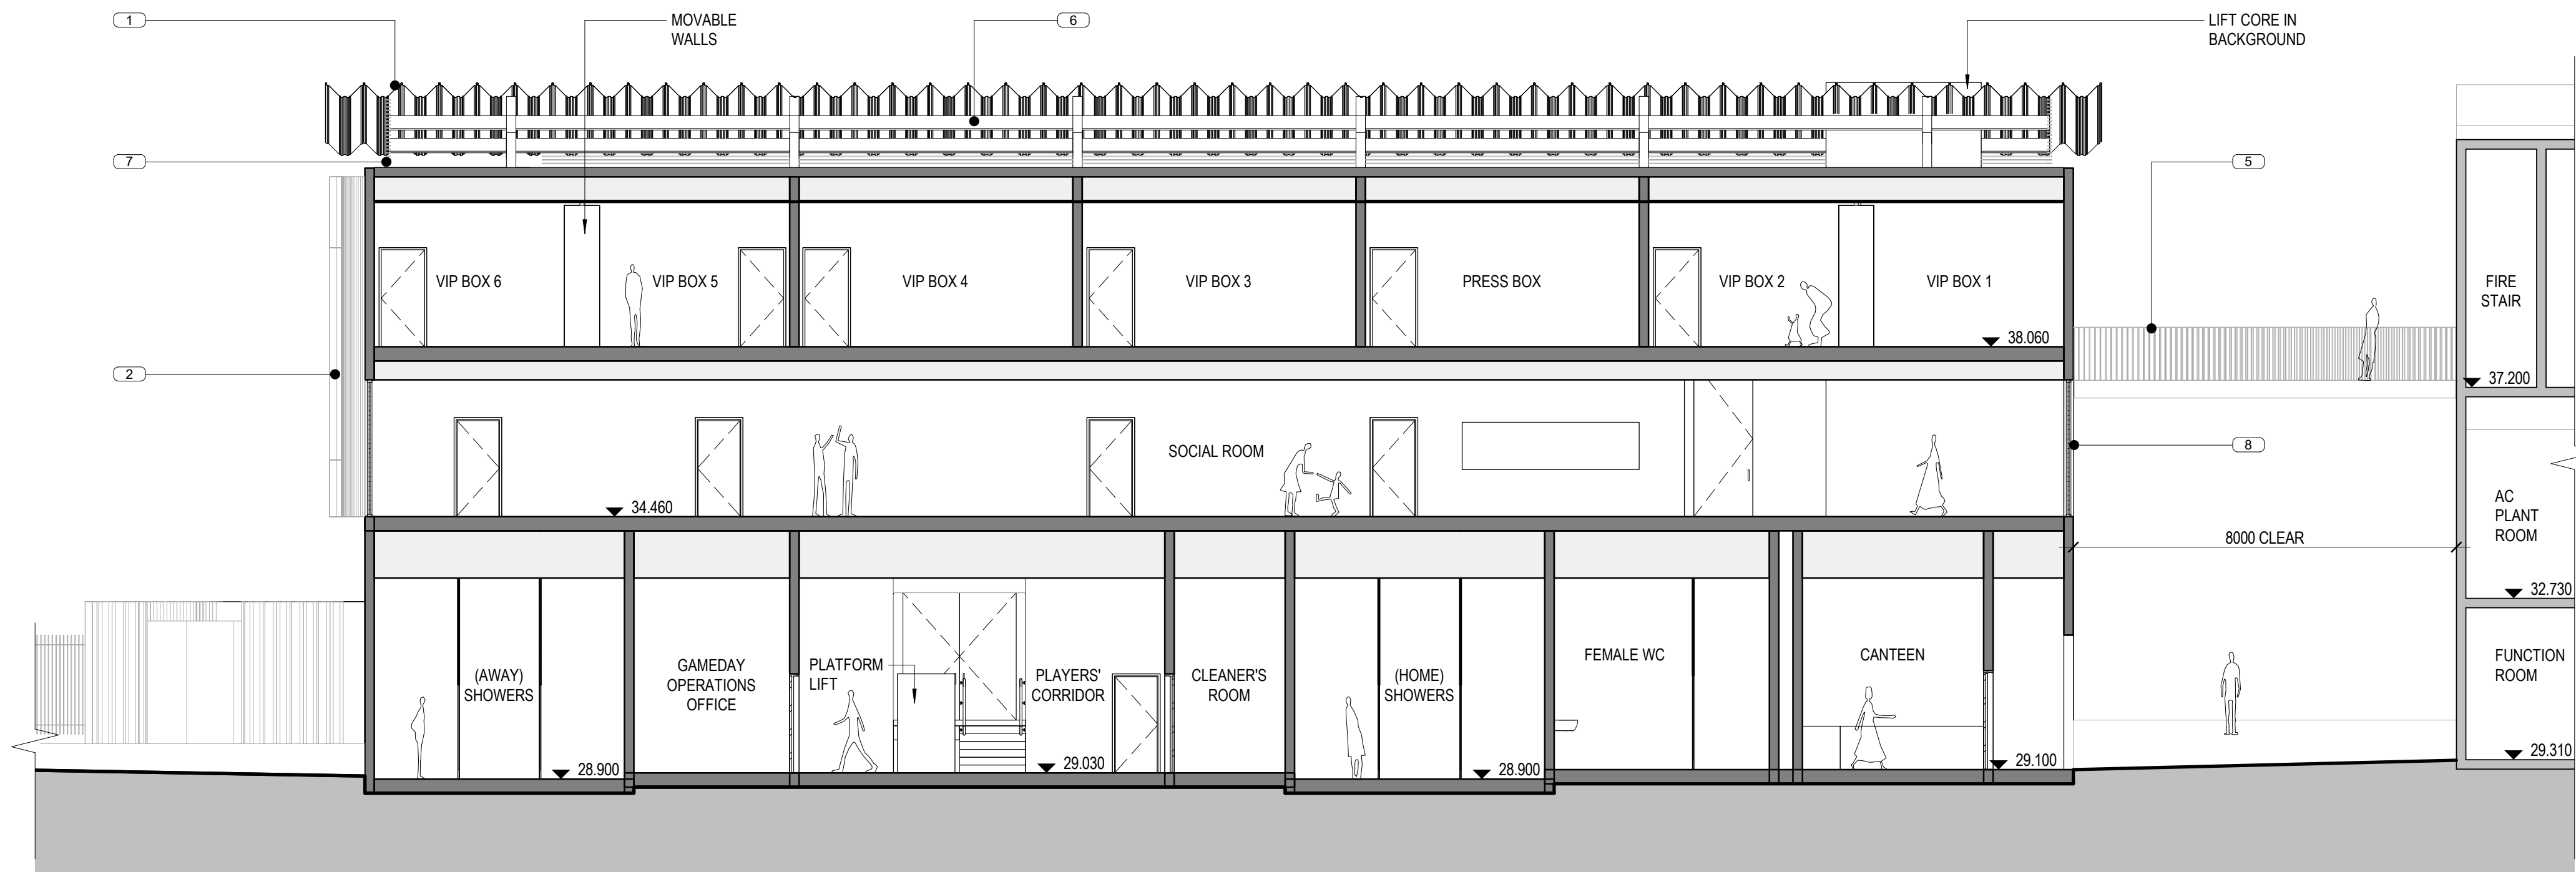 1
MOVABLE
WALLS
6
LIFT CORE IN
BACKGROUND
7
5
VIP BOX 6
VIP BOX 5
VIP BOX 4
VIP BOX 3
PRESS BOX
VIP BOX 2
VIP BOX 1
FIRE
STAIR
38.060
2
37.200
SOCIAL ROOM
8
34.460
AC
PLANT
ROOM
8000 CLEAR
32.730
(AWAY)
SHOWERS
GAMEDAY
OPERATIONS
OFFICE
PLATFORM
LIFT
PLAYERS'
CORRIDOR
CLEANER'S
ROOM
(HOME)
SHOWERS
FEMALE WC
CANTEEN
FUNCTION
ROOM
28.900
29.030
28.900
29.100
29.310